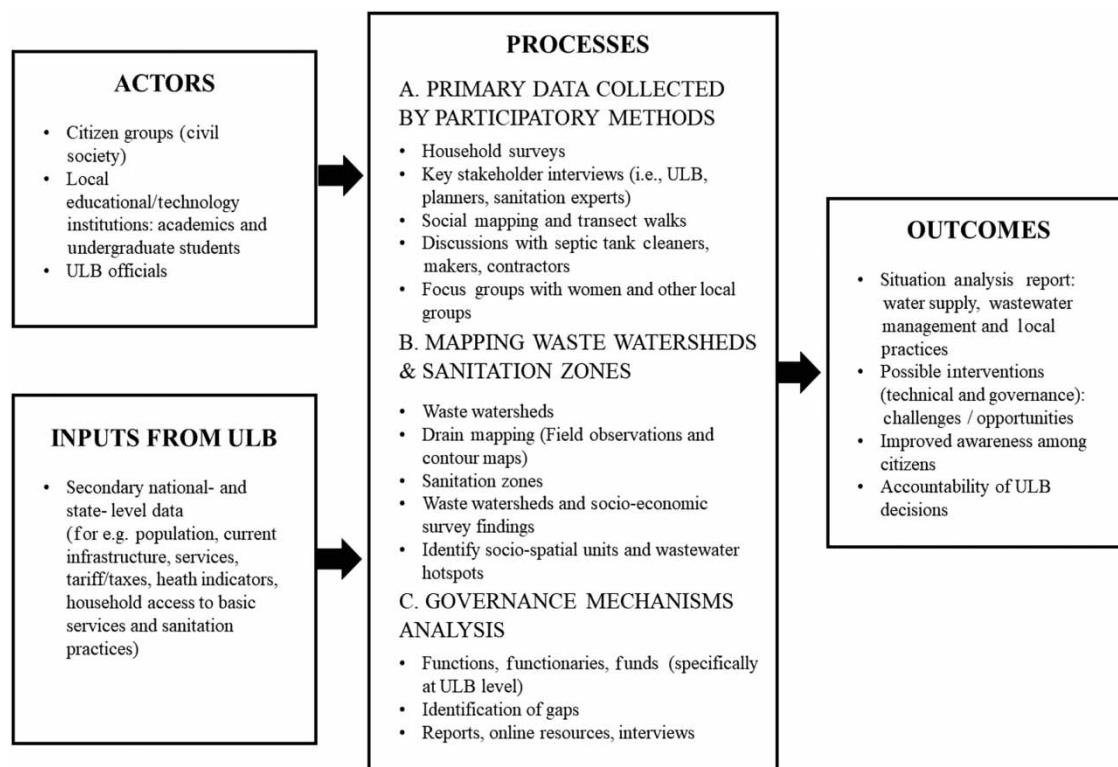 ACTORS
• Citizen groups (civil
society)
• Local
educational/technology
institutions: academics and
undergraduate students
• ULB officials
INPUTS FROM ULB
• Secondary national- and
state- level data
(for e.g. population, current
infrastructure, services,
tariff/taxes, heath indicators,
household access to basic
services and sanitation
practices)
PROCESSES
A. PRIMARY DATA COLLECTED
BY PARTICIPATORY METHODS
• Household surveys
• Key stakeholder interviews (i.e., ULB,
planners, sanitation experts)
• Social mapping and transect walks
• Discussions with septic tank cleaners,
makers, contractors
• Focus groups with women and other local
groups
B. MAPPING WASTE WATERSHEDS
& SANITATION ZONES
• Waste watersheds
• Drain mapping (Field observations and
contour maps)
• Sanitation zones
• Waste watersheds and socio-economic
survey findings
• Identify socio-spatial units and wastewater
hotspots
C. GOVERNANCE MECHANISMS
ANALYSIS
• Functions, functionaries, funds (specifically
at ULB level)
• Identification of gaps
• Reports, online resources, interviews
OUTCOMES
• Situation analysis report:
water supply, wastewater
management and local
practices
• Possible interventions
(technical and governance):
challenges / opportunities
• Improved awareness among
citizens
• Accountability of ULB
decisions